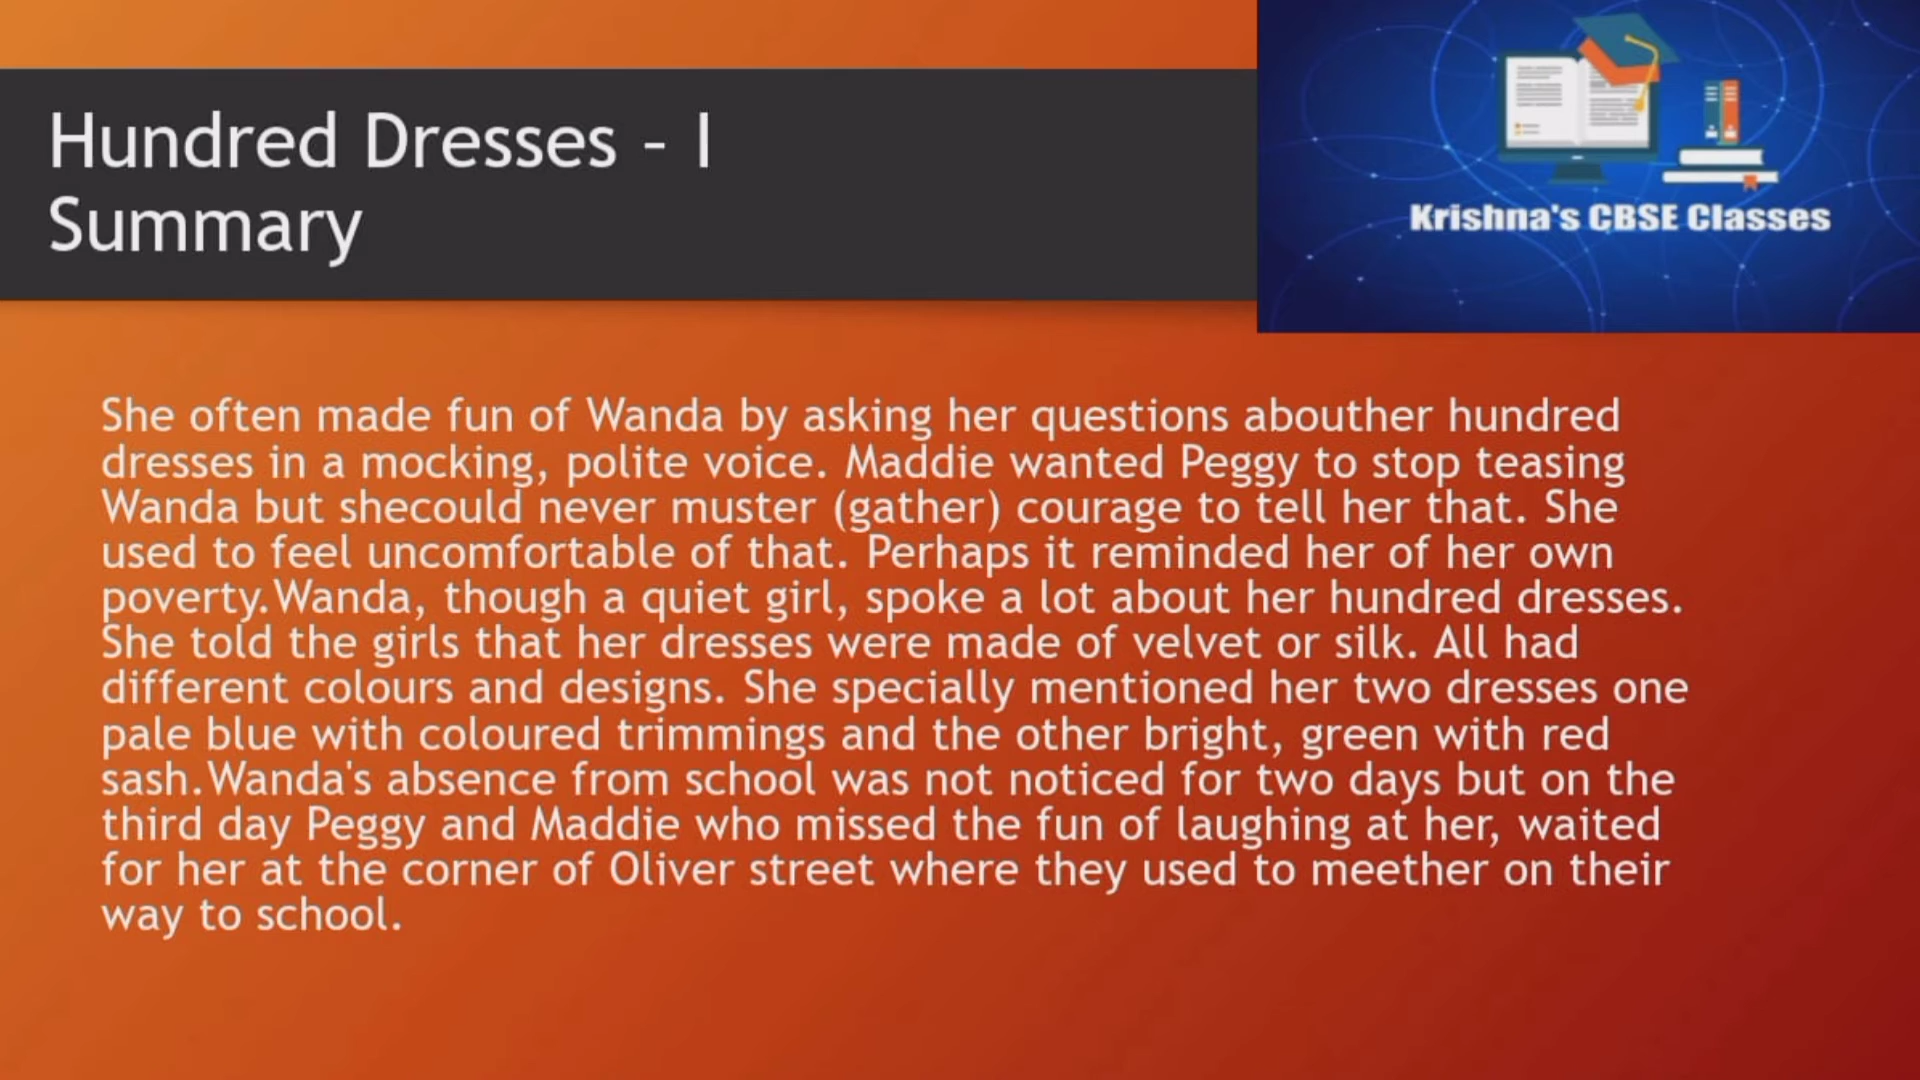 Hundred Dresses - I
Summary
Krishna's CBSE Classes
She often made fun of Wanda by asking her questions abouther hundred
dresses in a mocking, polite voice. Maddie wanted Peggy to stop teasing
Wanda but shecould never muster (gather) courage to tell her that. She
used to feel uncomfortable of that. Perhaps it reminded her of her own
poverty.Wanda, though a quiet girl, spoke a lot about her hundred dresses.
She told the girls that her dresses were made of velvet or silk. All had
different colours and designs. She specially mentioned her two dresses one
pale blue with coloured trimmings and the other bright, green with red
sash.Wanda's absence from school was not noticed for two days but on the
third day Peggy and Maddie who missed the fun of laughing at her, waited
for her at the corner of Oliver street where they used to meether on their
way to school.